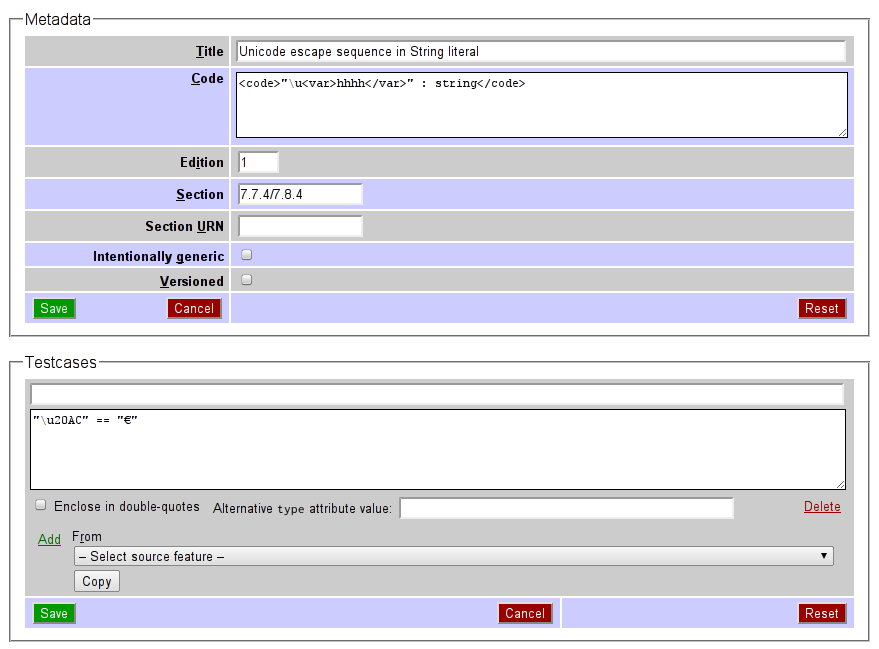 Metadata
Title Unicode escape sequence in String literal
Code <code>"\u<var>hhhh</var>" : string</code>
Edition 1
Section 7.7.4/7.8.4
Section URN
Intentionally generic
Versioned
Save Cancel Reset
Testcases
"\u20AC" == "€"
Enclose in double-quotes Alternative type attribute value: Delete
Add From
– Select source feature –
Copy
Save Cancel Reset